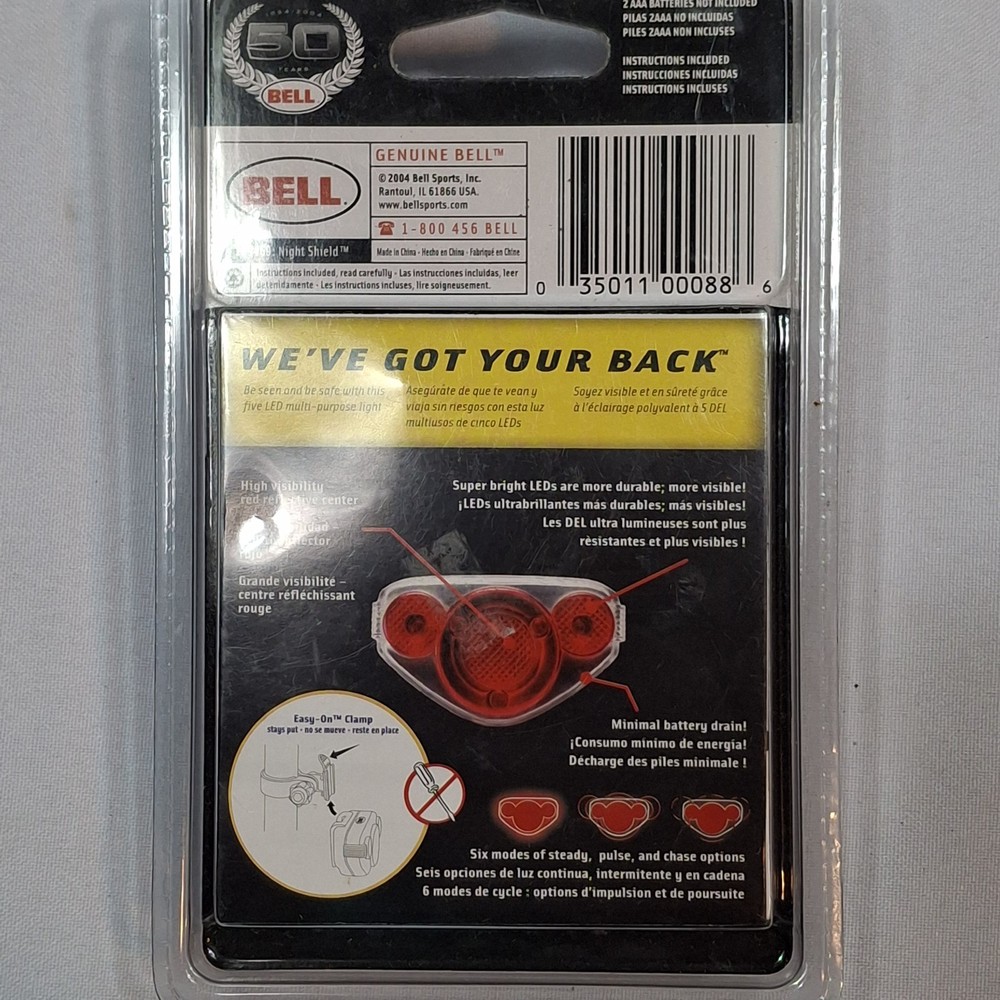 1954-2004
50
YEARS
BELL
2 AAA BATTERIES NOT INCLUDED
PILAS 2AAA NO INCLUIDAS
PILES 2AAA NON INCLUSES
INSTRUCTIONS INCLUDED
INSTRUCCIONES INCLUIDAS
INSTRUCTIONS INCLUSES
BELL
GENUINE BELL™
© 2004 Bell Sports, Inc.
Rantoul, IL 61866 USA.
www.bellsports.com
☎ 1-800 456 BELL
Night Shield™
Made in China - Hecho en China - Fabriqué en Chine
Instructions included, read carefully - Las instrucciones incluidas, leer
detenidamente - Les instructions incluses, lire soigneusement.
0 35011 00088 6
WE'VE GOT YOUR BACK™
Be seen and be safe with this
five LED multi-purpose light
Asegúrate de que te vean y
viaja sin riesgos con esta luz
multiusos de cinco LEDs
Soyez visible et en sûreté grâce
à l'éclairage polyvalent à 5 DEL
High visibility
red reflective center
rojo
Grande visibilité –
centre réfléchissant
rouge
Super bright LEDs are more durable; more visible!
¡LEDs ultrabrillantes más durables; más visibles!
Les DEL ultra lumineuses sont plus
rèsistantes et plus visibles !
Minimal battery drain!
¡Consumo mínimo de energía!
Décharge des piles minimale !
Easy-On™ Clamp
stays put - no se mueve - reste en place
Six modes of steady, pulse, and chase options
Seis opciones de luz continua, intermitente y en cadena
6 modes de cycle : options d'impulsion et de poursuite